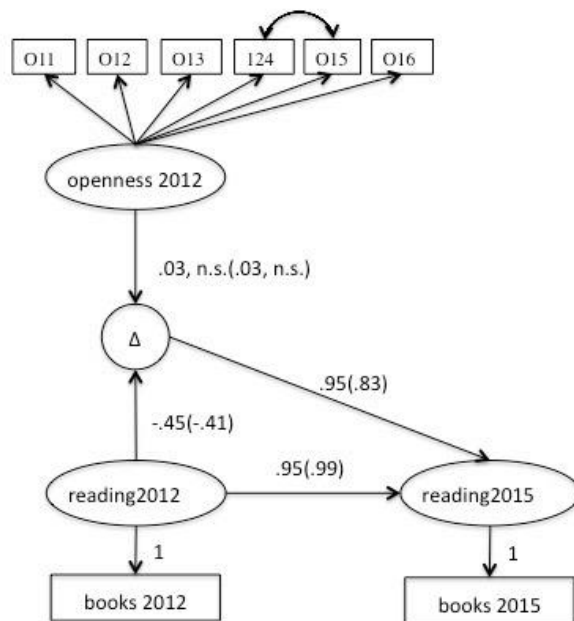 O11 O12 O13 124 O15 O16
openness 2012
.03, n.s.(.03, n.s.)
Δ
.95(.83)
-.45(-.41)
.95(.99)
reading2012 reading2015
1 1
books 2012 books 2015